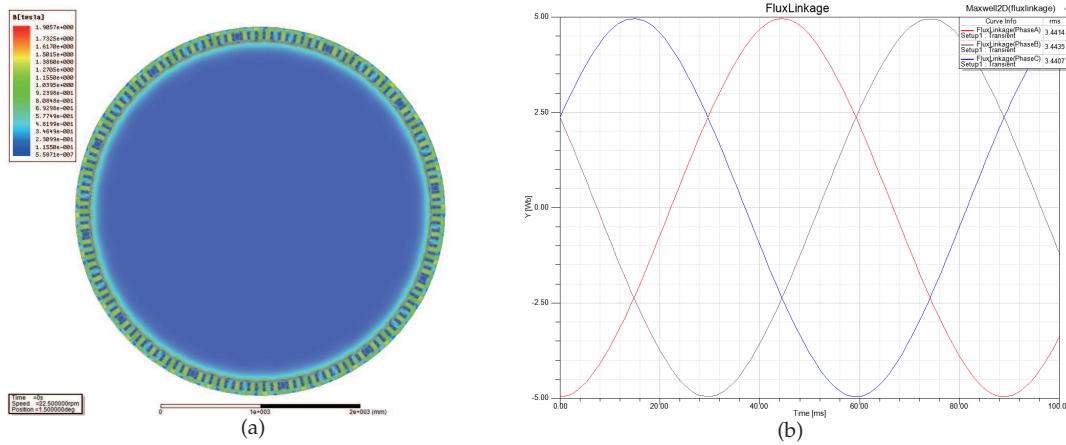 B[tesla]
1.9057e+000
1.7325e+000
1.6170e+000
1.5015e+000
1.3860e+000
1.2705e+000
1.1550e+000
1.0395e+000
9.2398e-001
8.0848e-001
6.9298e-001
5.7749e-001
4.6199e-001
3.4649e-001
2.3099e-001
1.1550e-001
5.5071e-007
Time =0s
Speed =22.500000rpm
Position =1.500000deg
0 1e+003 2e+003 (mm)
(a)
FluxLinkage
Maxwell2D(fluxlinkage)
Curve Info rms
FluxLinkage(PhaseA)
Setup1 : Transient 3.4414
FluxLinkage(PhaseB)
Setup1 : Transient 3.4435
FluxLinkage(PhaseC)
Setup1 : Transient 3.4407
5.00
2.50
0.00
-2.50
-5.00
Y [Wb]
0.00 20.00 40.00 60.00 80.00 100.0
Time [ms]
(b)